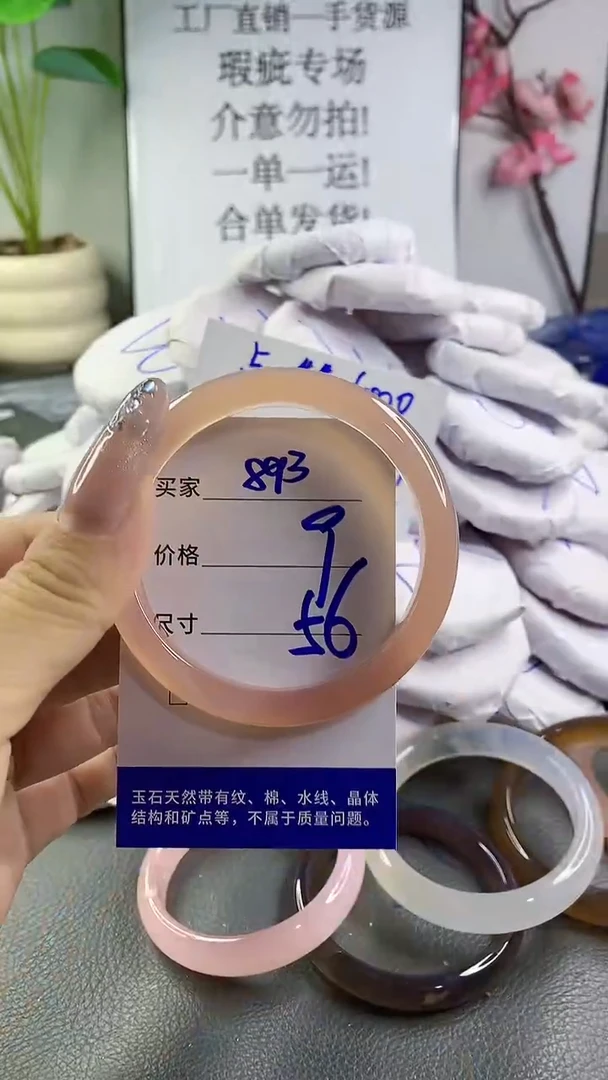 工厂直销一手货源
瑕疵专场
介意勿拍!
一单一运!
合单发货!
买家 893
价格
尺寸 56
玉石天然带有纹、棉、水线、晶体
结构和矿点等，不属于质量问题。